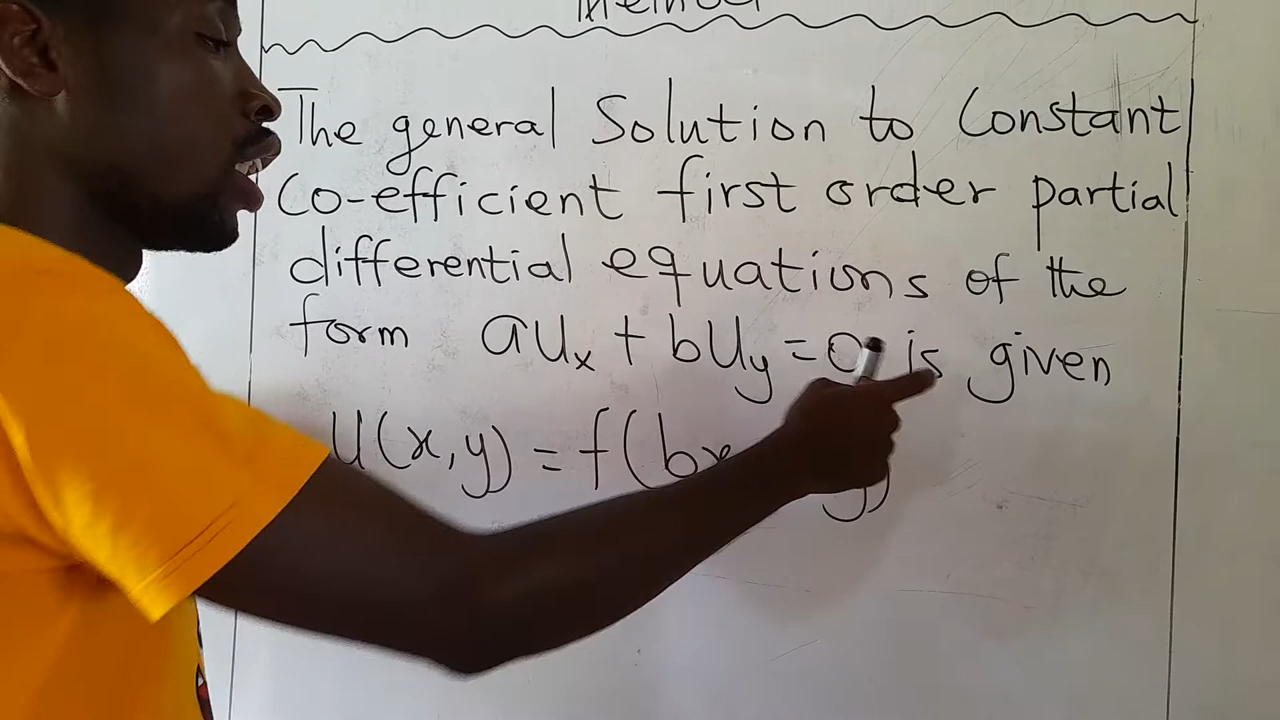 Method
The general Solution to Constant
Co-efficient first order partial
differential equations of the
form aUx + bUy = 0 is given
U(x,y) = f(bx y)